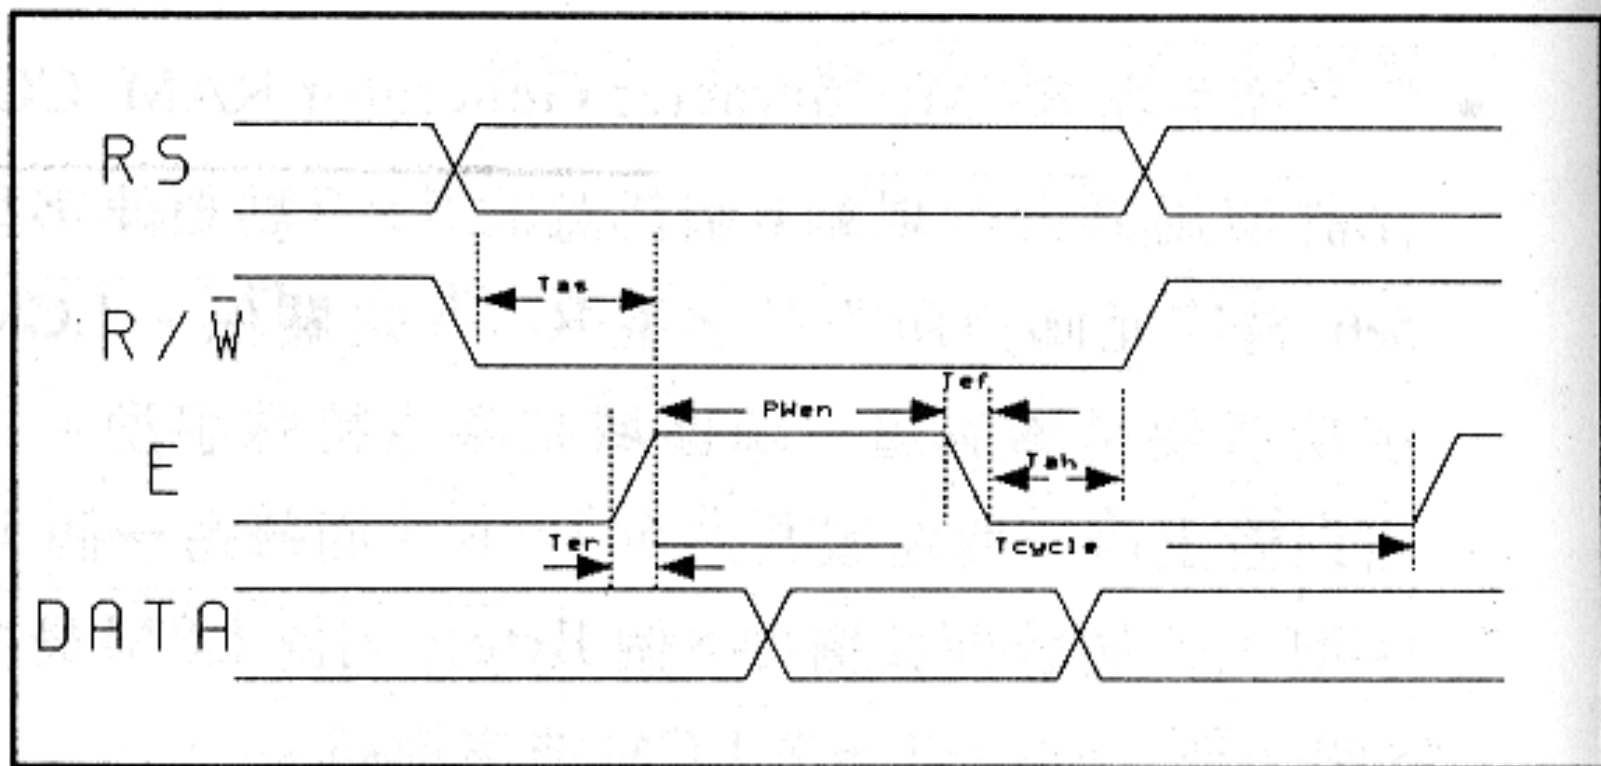 RS
Tas
R/W̅
Tef
PWen
E
Tah
Ter
Tcycle
DATA